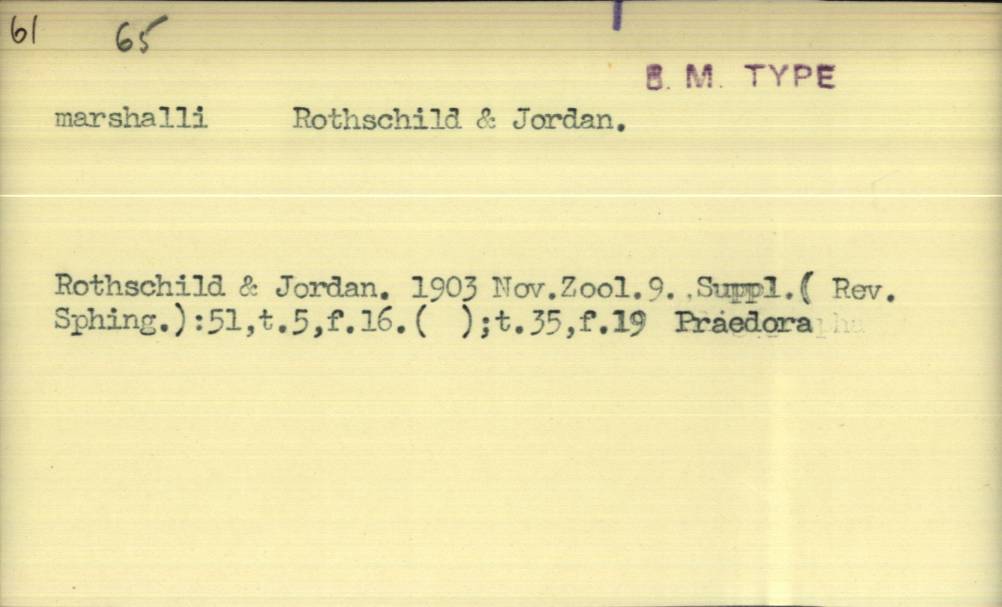 61 65
B. M. TYPE
marshalli Rothschild & Jordan.
Rothschild & Jordan. 1903 Nov.Zool.9. Suppl.( Rev.
Sphing.):51,t.5,f.16.( );t.35,f.19 Praedora